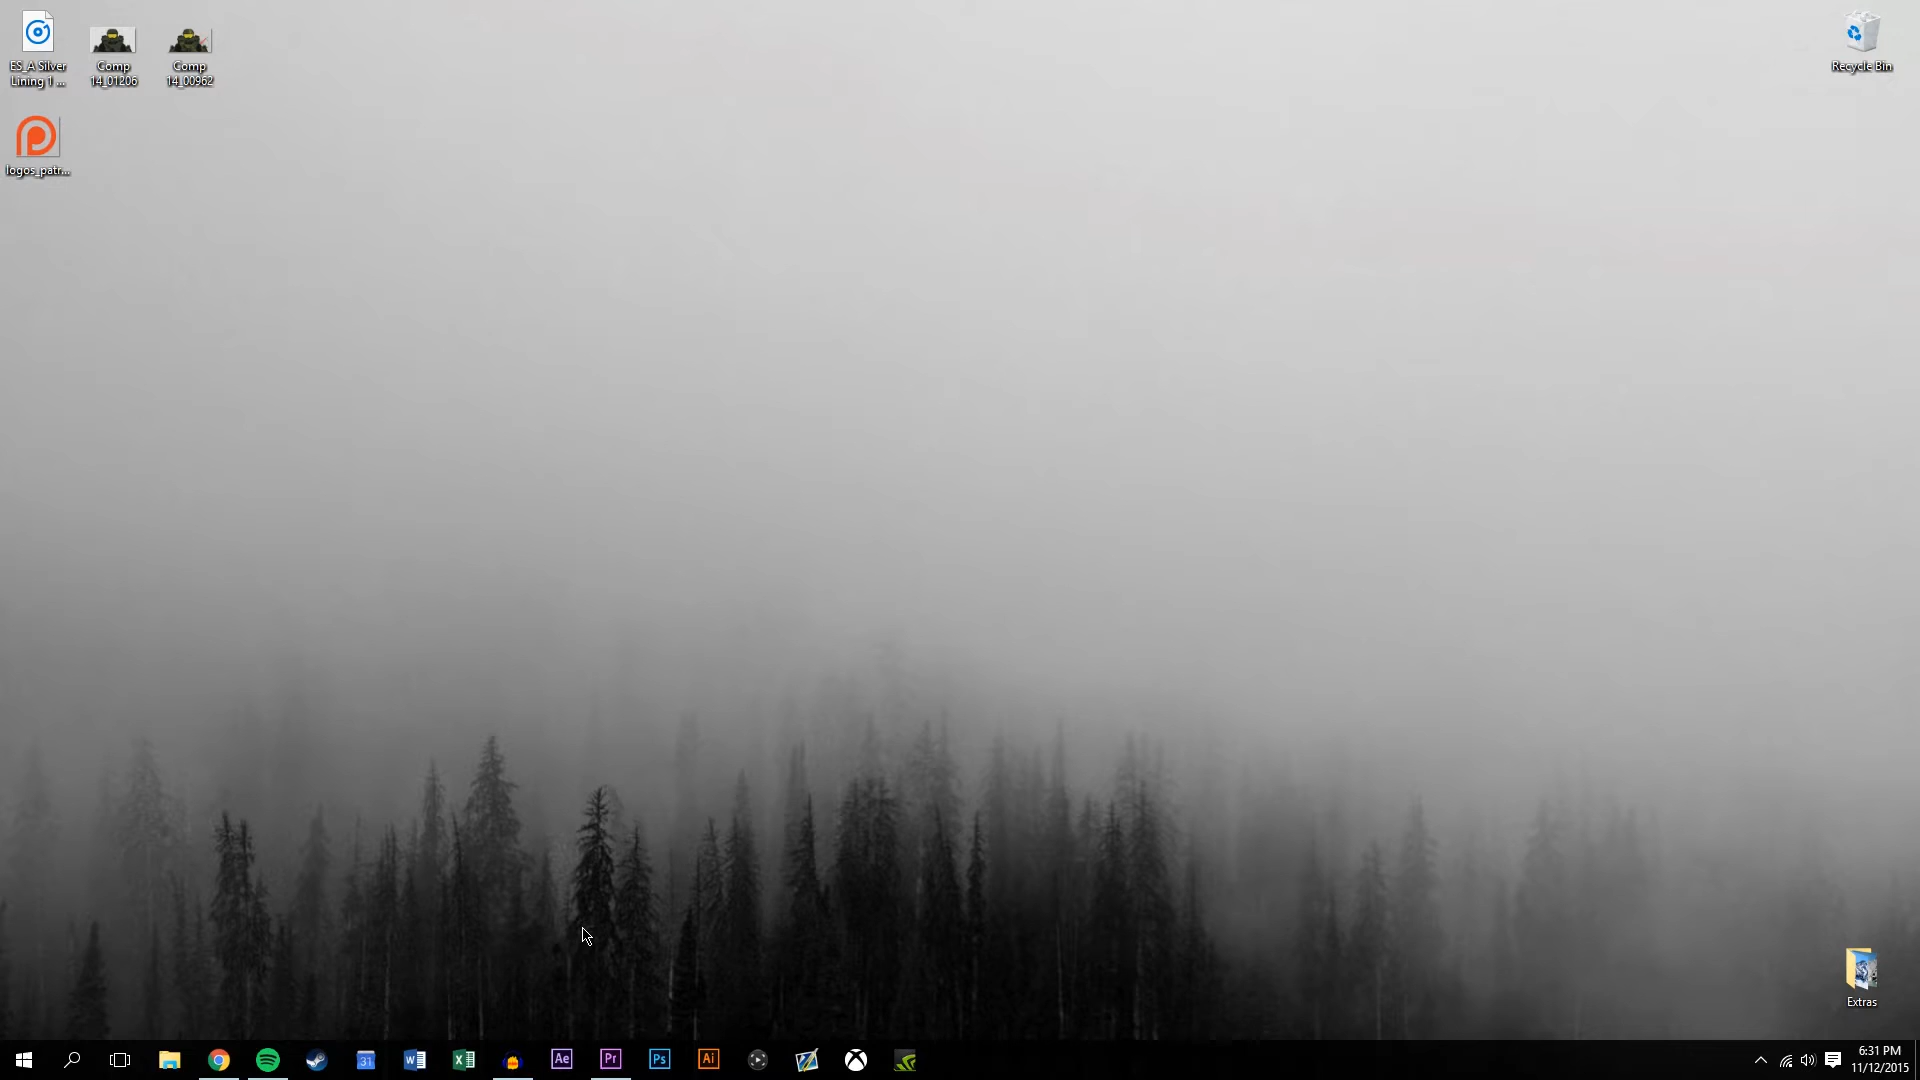 ES_A Silver
Lining 1 ...
Comp
14_01206
Comp
14_00962
Recycle Bin
logos_patr...
Extras
31
W
X
Ae
Pr
Ps
Ai
6:31 PM
11/12/2015